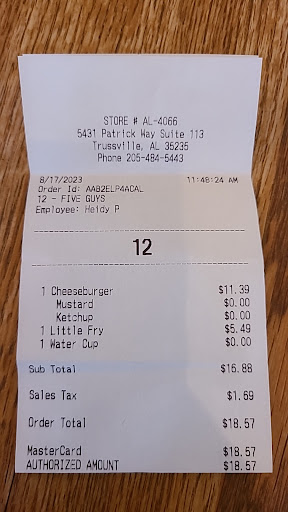 STORE # AL-4066
5431 Patrick Way Suite 113
Trussville, AL 35235
Phone 205-484-5443
8/17/2023 11:48:24 AM
Order Id: AAB2ELP4ACAL
12 - FIVE GUYS
Employee: Heidy P
12
1 Cheeseburger $11.39
Mustard $0.00
Ketchup $0.00
1 Little Fry $5.49
1 Water Cup $0.00
Sub Total $16.88
Sales Tax $1.69
Order Total $18.57
MasterCard $18.57
AUTHORIZED AMOUNT $18.57